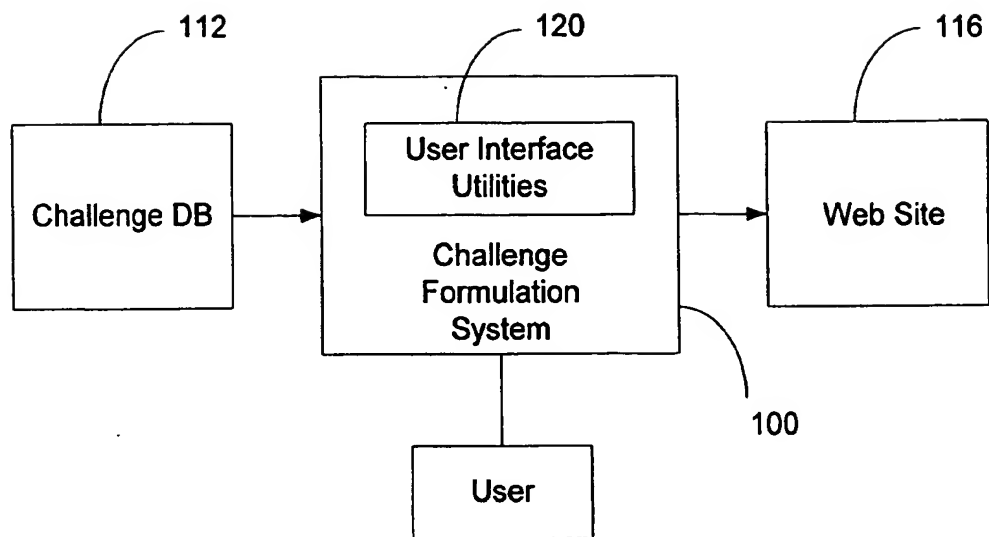 112
120
116
Challenge DB
User Interface
Utilities
Challenge
Formulation
System
Web Site
100
User